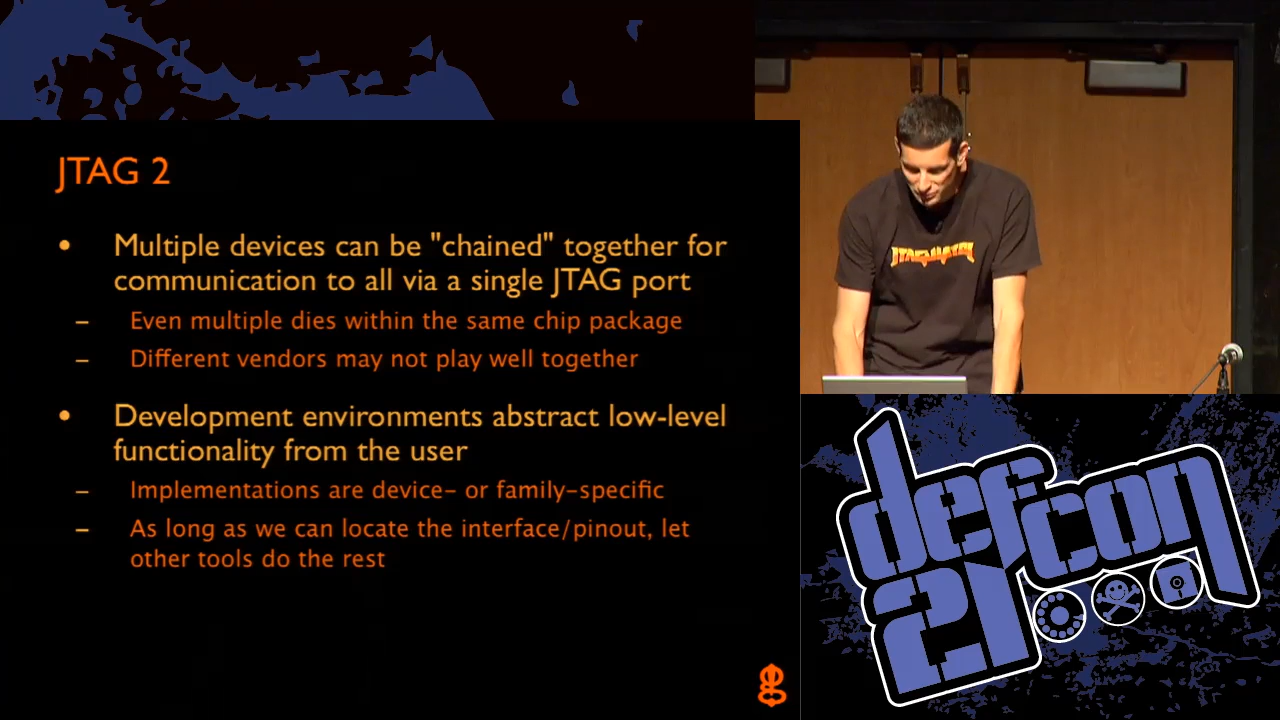 JTAG 2
• Multiple devices can be "chained" together for
communication to all via a single JTAG port
– Even multiple dies within the same chip package
– Different vendors may not play well together
• Development environments abstract low-level
functionality from the user
– Implementations are device- or family-specific
– As long as we can locate the interface/pinout, let
other tools do the rest
JTAGULATOR
defcon
21